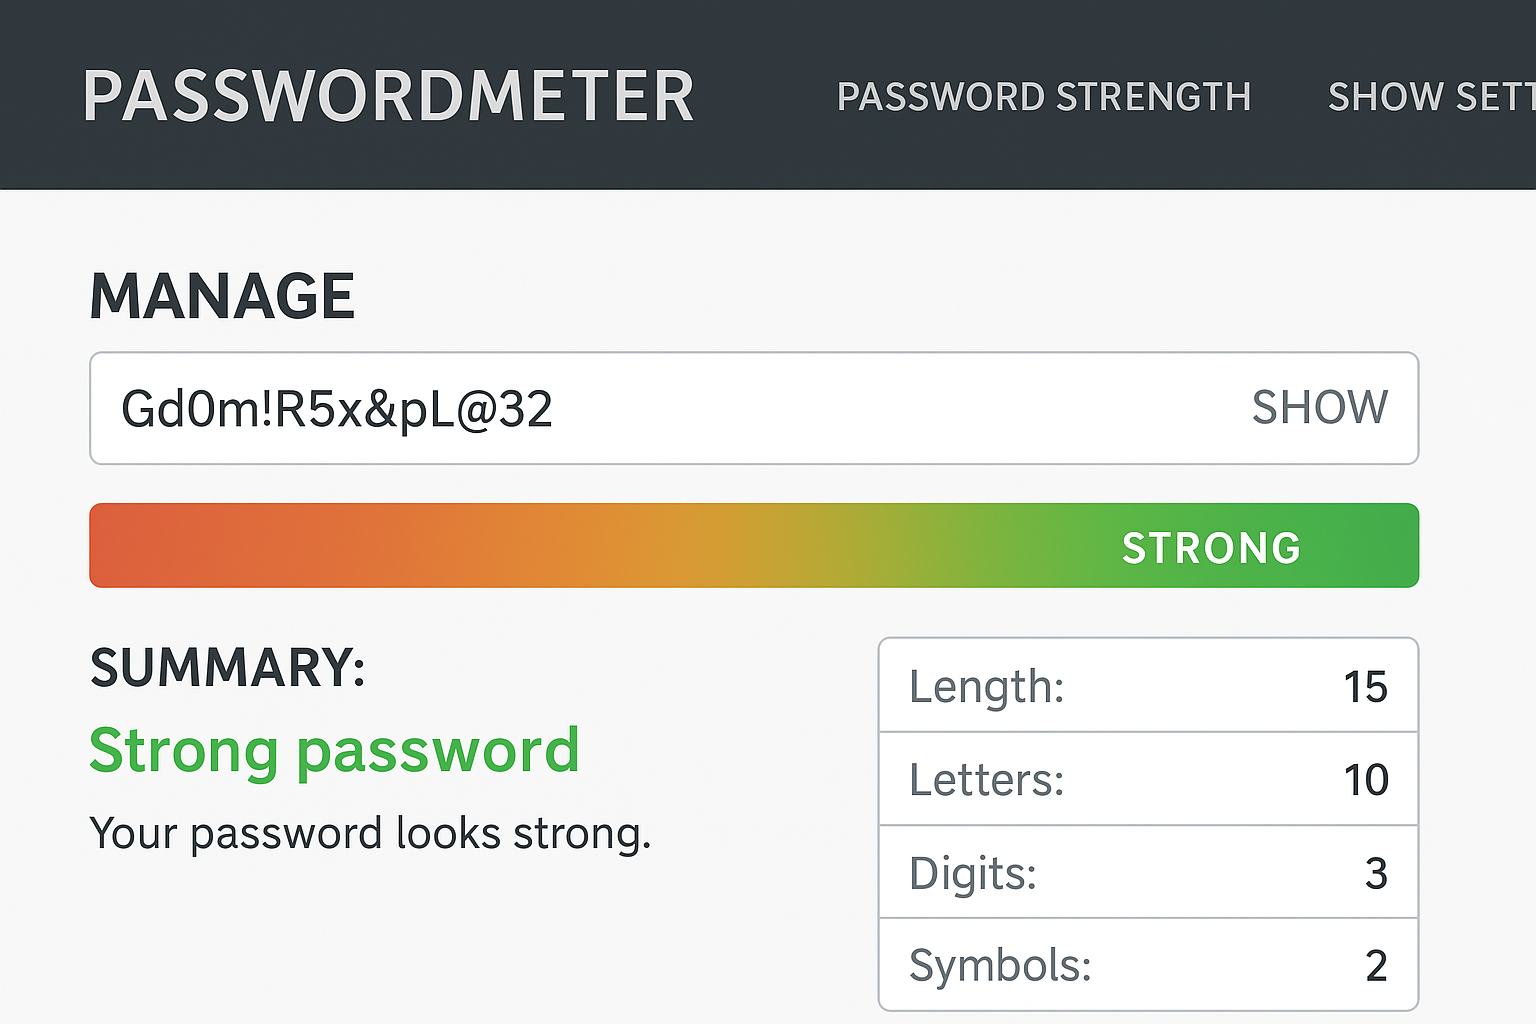 PASSWORDMETER PASSWORD STRENGTH SHOW SETT
MANAGE
Gd0m!R5x&pL@32 SHOW
STRONG
SUMMARY:
Strong password
Your password looks strong.
Length: 15
Letters: 10
Digits: 3
Symbols: 2